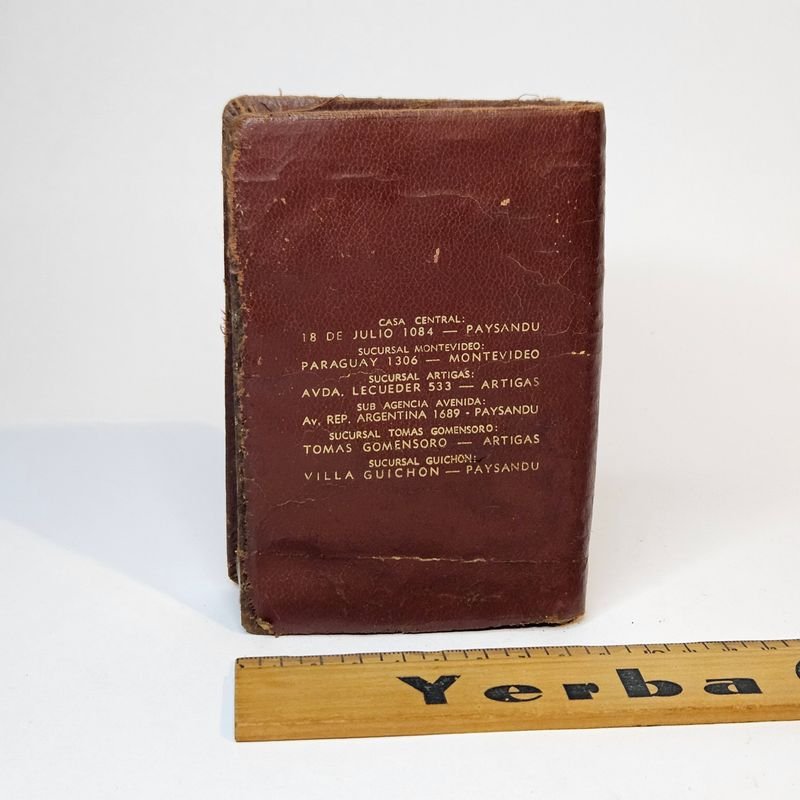 CASA CENTRAL:
18 DE JULIO 1084 — PAYSANDU
SUCURSAL MONTEVIDEO:
PARAGUAY 1306 — MONTEVIDEO
SUCURSAL ARTIGAS:
AVDA. LECUEDER 533 — ARTIGAS
SUB AGENCIA AVENIDA:
Av. REP. ARGENTINA 1689 - PAYSANDU
SUCURSAL TOMAS GOMENSORO:
TOMAS GOMENSORO — ARTIGAS
SUCURSAL GUICHON:
VILLA GUICHON — PAYSANDU
Yerba